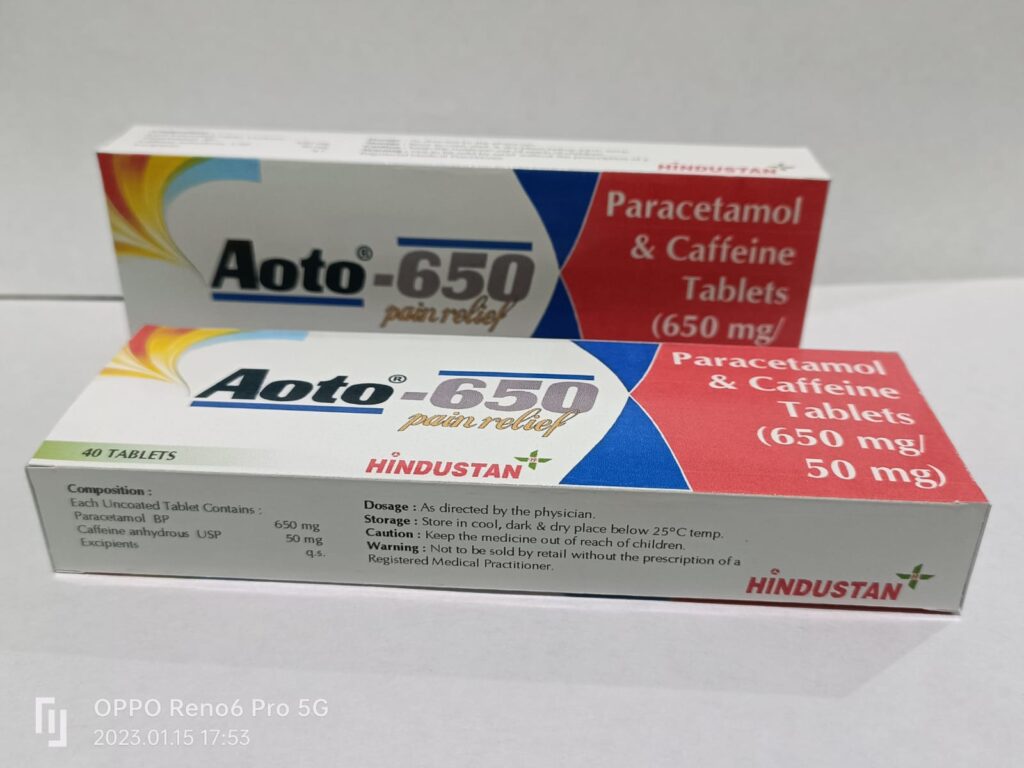 HINDUSTAN
Aoto®-650
pain relief
Paracetamol
& Caffeine
Tablets
(650 mg/
Aoto®-650
pain relief
40 TABLETS
HINDUSTAN
Paracetamol
& Caffeine
Tablets
(650 mg/
50 mg)
Composition :
Each Uncoated Tablet Contains :
Paracetamol BP 650 mg
Caffeine anhydrous USP 50 mg
Excipients q.s.
Dosage : As directed by the physician.
Storage : Store in cool, dark & dry place below 25°C temp.
Caution : Keep the medicine out of reach of children.
Warning : Not to be sold by retail without the prescription of a
Registered Medical Practitioner.
HINDUSTAN
OPPO Reno6 Pro 5G
2023.01.15 17:53